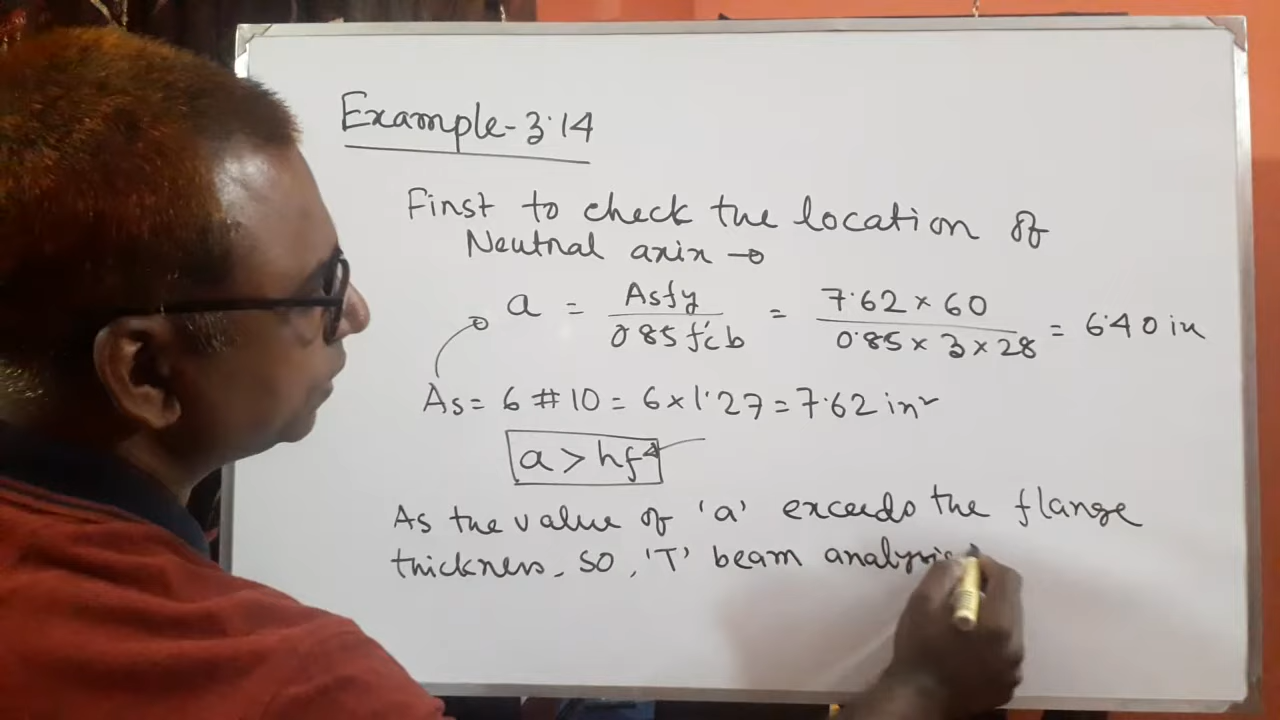 Example-3.14
First to check the location of
Neutral axix →
a = Asfy / 0.85 f'c b = 7.62 × 60 / 0.85 × 3 × 28 = 6.40 in
As = 6 # 10 = 6 × 1.27 = 7.62 in²
a > hf
As the value of 'a' exceeds the flange
thickness, so, 'T' beam analysis